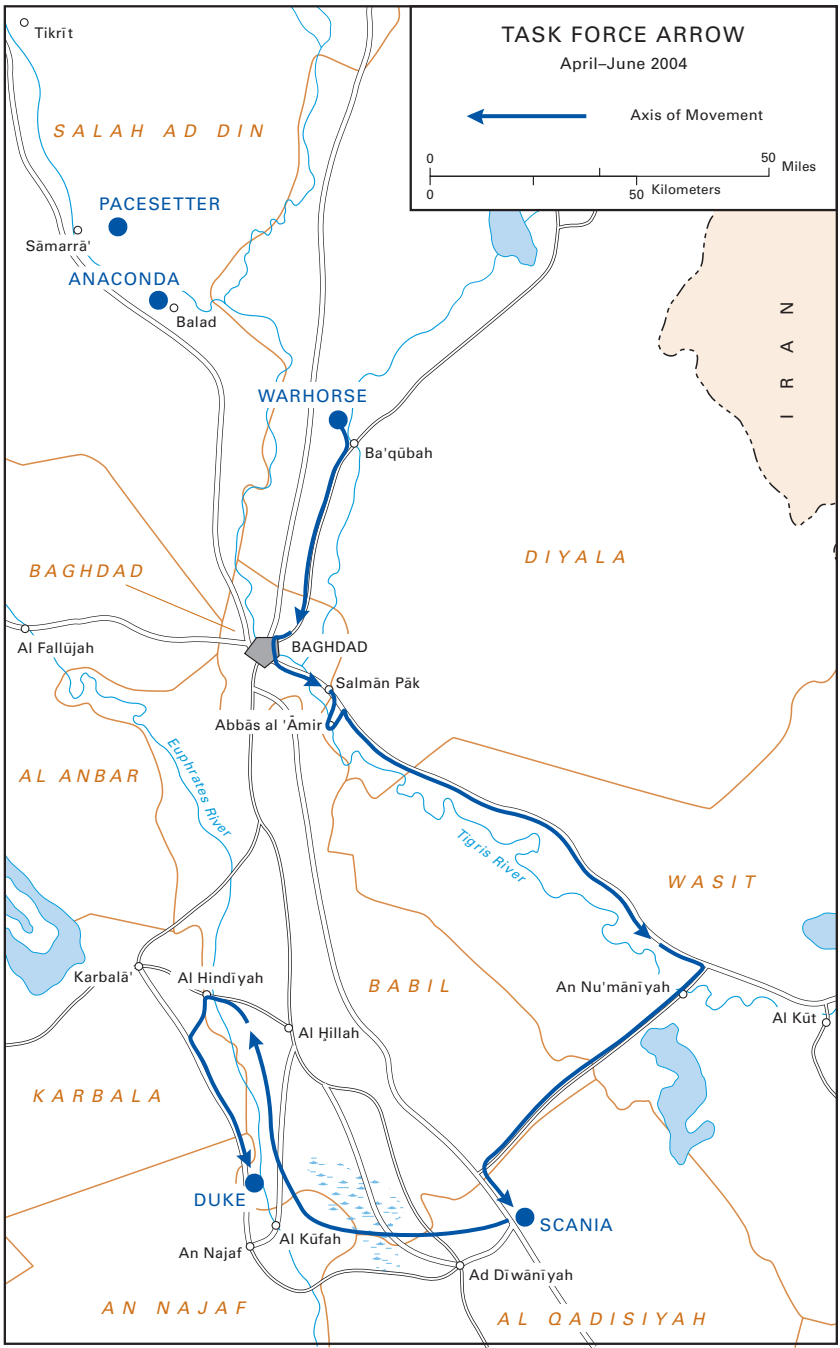 TASK FORCE ARROW
April–June 2004
Axis of Movement
0
50
Miles
0
50
Kilometers
Tikrīt
SALAH AD DIN
PACESETTER
Sāmarrā'
ANACONDA
Balad
IRAN
WARHORSE
Ba'qūbah
DIYALA
BAGHDAD
Al Fallūjah
BAGHDAD
Salmān Pāk
Abbās al 'Āmir
Euphrates River
AL ANBAR
Tigris River
WASIT
Karbalā'
Al Hindīyah
BABIL
An Nu'mānīyah
Al Kūt
Al Ḩillah
KARBALA
DUKE
SCANIA
Al Kūfah
An Najaf
Ad Dīwānīyah
AN NAJAF
AL QADISIYAH